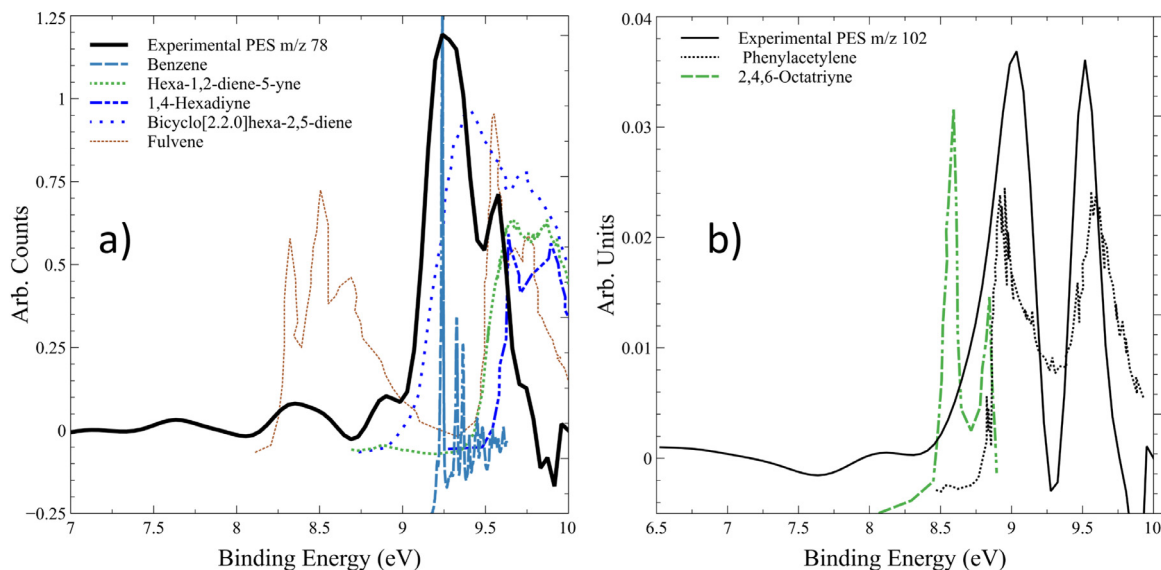 1.25
1
0.75
0.5
0.25
0
−0.25
Arb. Counts
Experimental PES m/z 78
Benzene
Hexa-1,2-diene-5-yne
1,4-Hexadiyne
Bicyclo[2.2.0]hexa-2,5-diene
Fulvene
a)
7 7.5 8 8.5 9 9.5 10
Binding Energy (eV)
0.04
0.03
0.02
0.01
0
Arb. Units
Experimental PES m/z 102
Phenylacetylene
2,4,6-Octatriyne
b)
6.5 7 7.5 8 8.5 9 9.5 10
Binding Energy (eV)